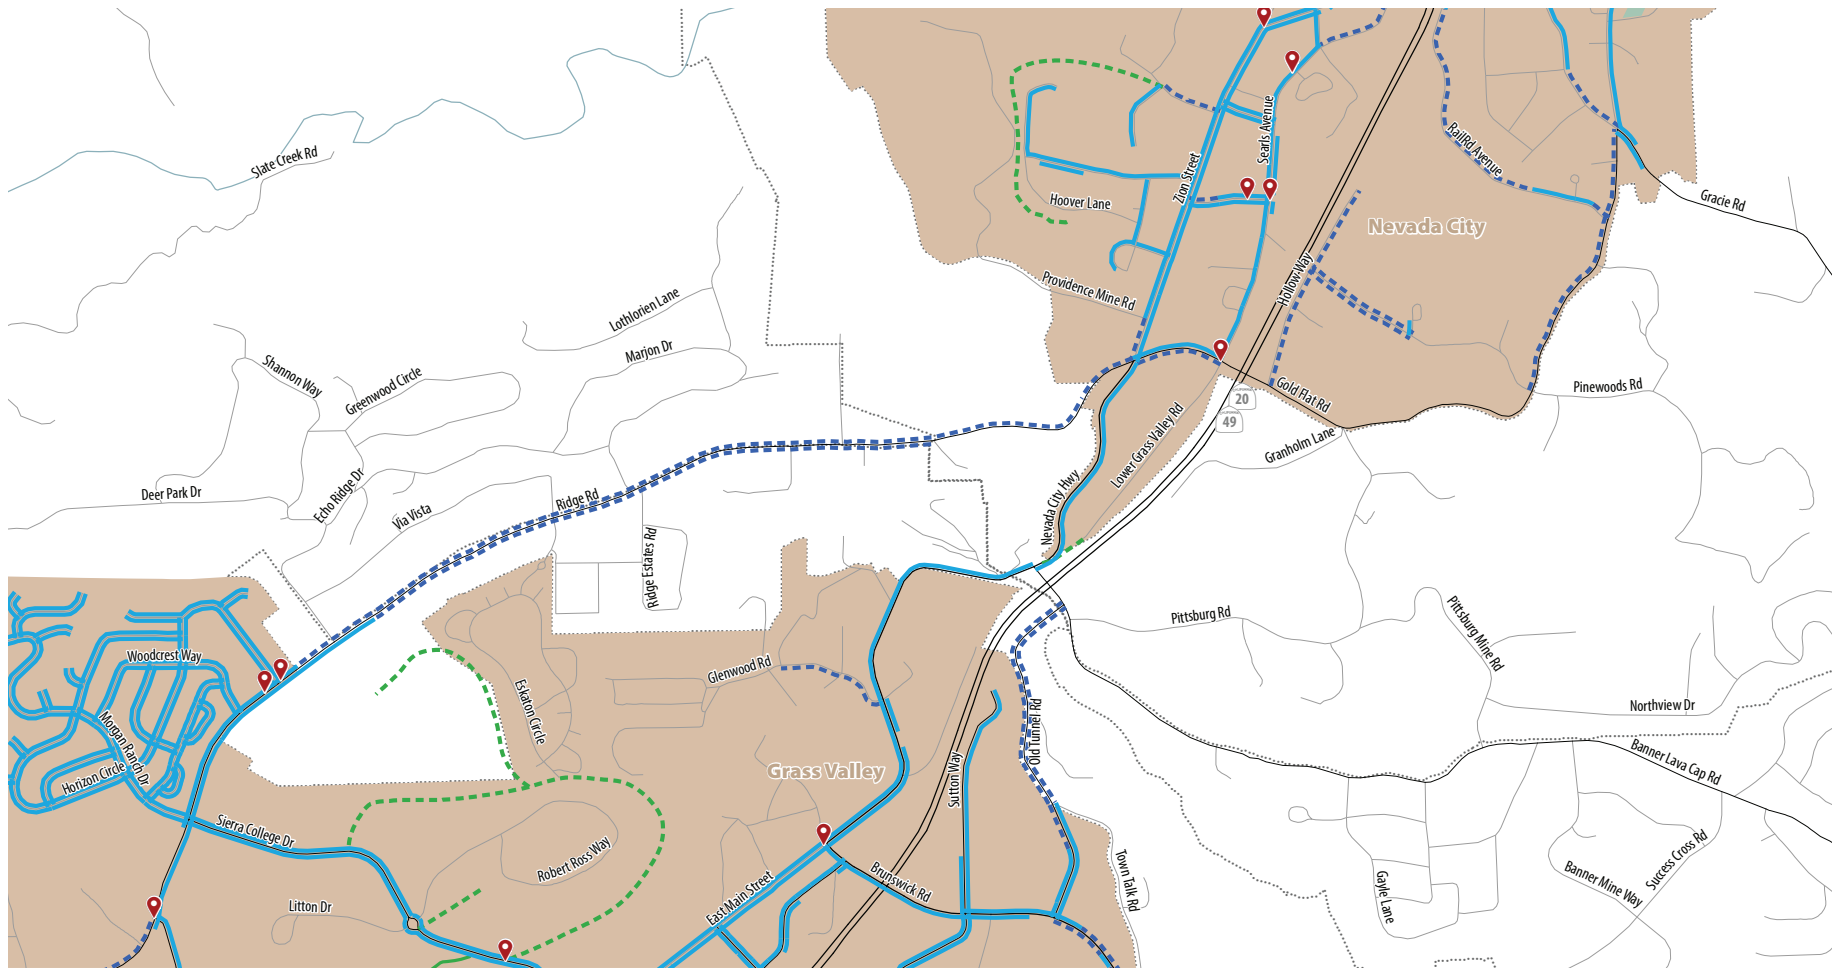 Slate Creek Rd
Searls Avenue
RailRd Avenue
Zion Street
Hoover Lane
Gracie Rd
Nevada City
Providence Mine Rd
Hollow Way
Lothlorien Lane
Marjon Dr
Shannon Way
Greenwood Circle
Gold Flat Rd
Pinewoods Rd
20
49
Lower Grass Valley Rd
Granholm Lane
Echo Ridge Dr
Deer Park Dr
Via Vista
Ridge Rd
Nevada City Hwy
Ridge Estates Rd
Pittsburg Rd
Pittsburg Mine Rd
Woodcrest Way
Glenwood Rd
Eskaton Circle
Old Tunnel Rd
Northview Dr
Morgan Ranch Dr
Horizon Circle
Grass Valley
Sutton Way
Banner Lava Cap Rd
Sierra College Dr
Robert Ross Way
Town Talk Rd
Success Cross Rd
Banner Mine Way
Gayle Lane
Brunswick Rd
East Main Street
Litton Dr